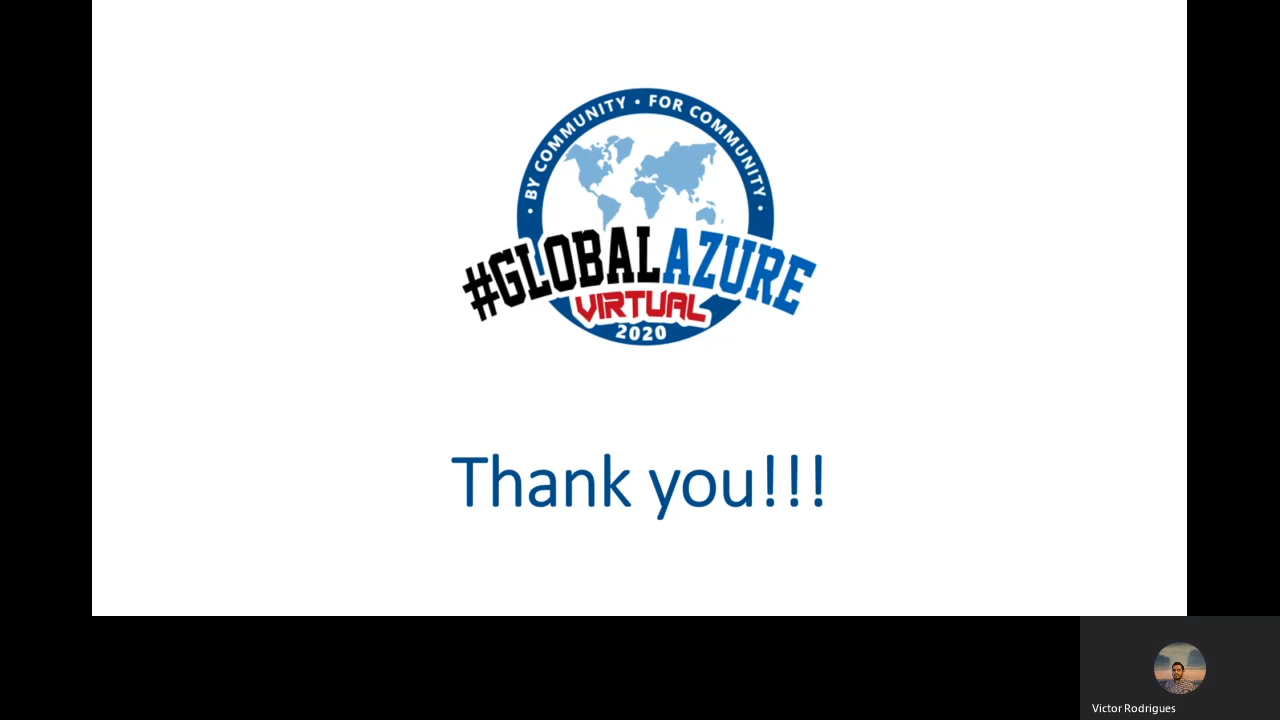 • BY COMMUNITY • FOR COMMUNITY •
#GLOBALAZURE
VIRTUAL
2020
Thank you!!!
Victor Rodrigues